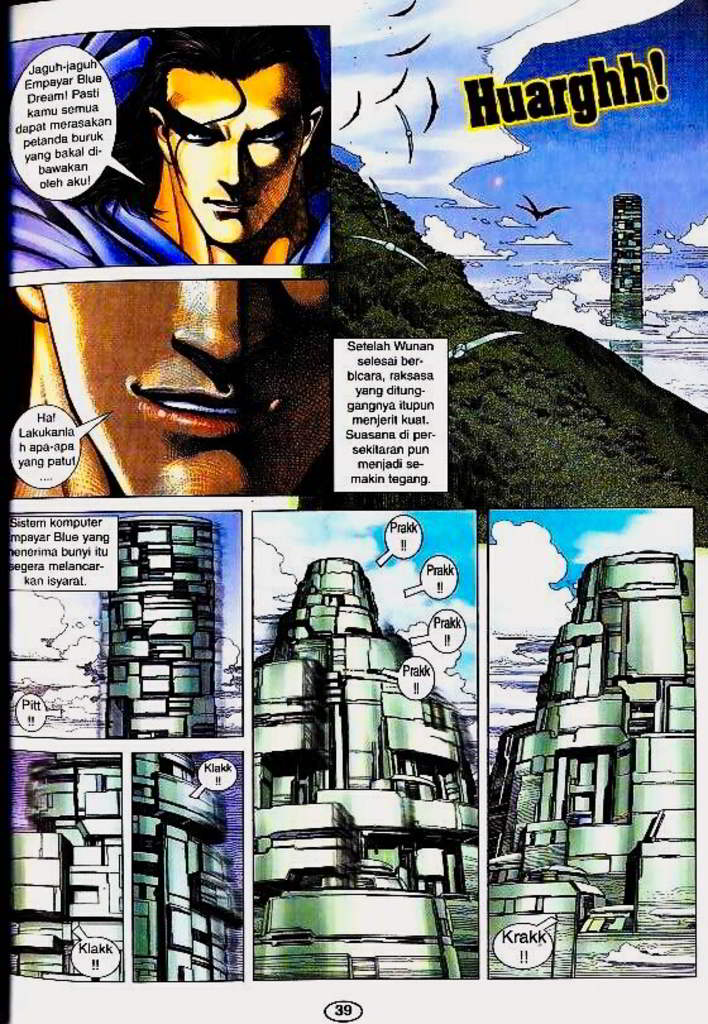 Jaguh-jaguh
Empayar Blue
Dream! Pasti
kamu semua
dapat merasakan
petanda buruk
yang bakal di-
bawakan
oleh aku!
Huarghh!
Ha!
Lakukanla
h apa-apa
yang patu!
....
Setelah Wunan
selesai ber-
bicara, raksasa
yang ditung-
gangnya itupun
menjerit kuat.
Suasana di per-
sekitaran pun
menjadi se-
makin tegang.
Sistem komputer
mpayar Blue yang
nenerima bunyi itu
segera melancar-
kan isyarat.
Pitt
!!
Klakk
!!
Klakk
!!
Prakk
!!
Prakk
!!
Prakk
!!
Prakk
!!
Krakk
!!
39